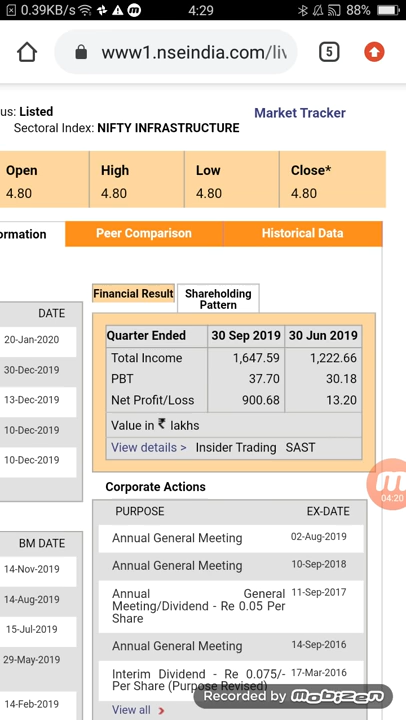 0.39KB/s 4:29 88%
www1.nseindia.com/liv 5
us: Listed
Market Tracker
Sectoral Index: NIFTY INFRASTRUCTURE
Open High Low Close*
4.80 4.80 4.80 4.80
ormation Peer Comparison Historical Data
DATE
20-Jan-2020
30-Dec-2019
13-Dec-2019
10-Dec-2019
10-Dec-2019
BM DATE
14-Nov-2019
14-Aug-2019
15-Jul-2019
29-May-2019
14-Feb-2019
Financial Result Shareholding
Pattern
Quarter Ended 30 Sep 2019 30 Jun 2019
Total Income 1,647.59 1,222.66
PBT 37.70 30.18
Net Profit/Loss 900.68 13.20
Value in ₹ lakhs
View details > Insider Trading SAST
04:20
Corporate Actions
PURPOSE EX-DATE
Annual General Meeting 02-Aug-2019
Annual General Meeting 10-Sep-2018
Annual General 11-Sep-2017
Meeting/Dividend - Re 0.05 Per
Share
Annual General Meeting 14-Sep-2016
Interim Dividend - Re 0.075/- 17-Mar-2016
Per Share (Purpose Revised)
View all >
Recorded by mobizen